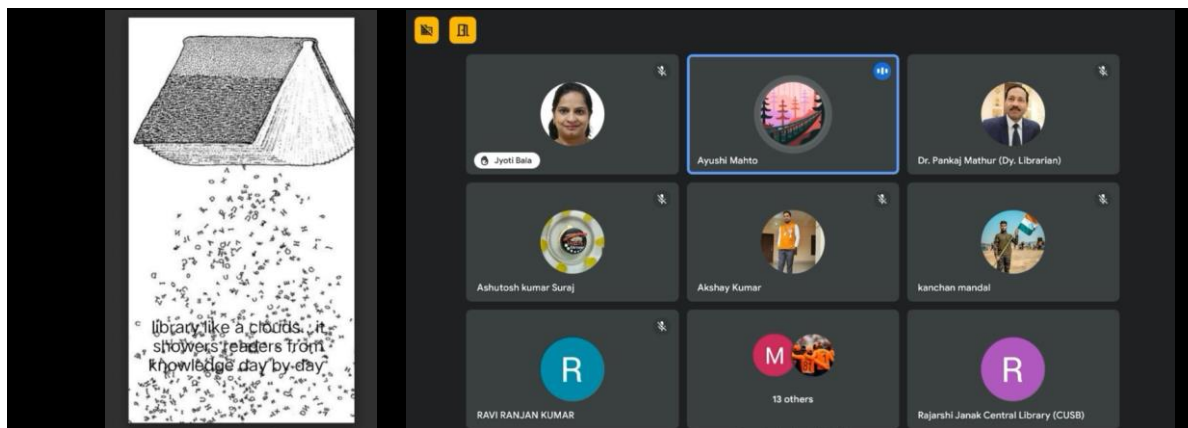 library like a clouds.. it
showers readers from
knowledge day by day
Jyoti Bala
Ayushi Mahto
Dr. Pankaj Mathur (Dy. Librarian)
Ashutosh kumar Suraj
Akshay Kumar
kanchan mandal
R
RAVI RANJAN KUMAR
M
13 others
R
Rajarshi Janak Central Library (CUSB)